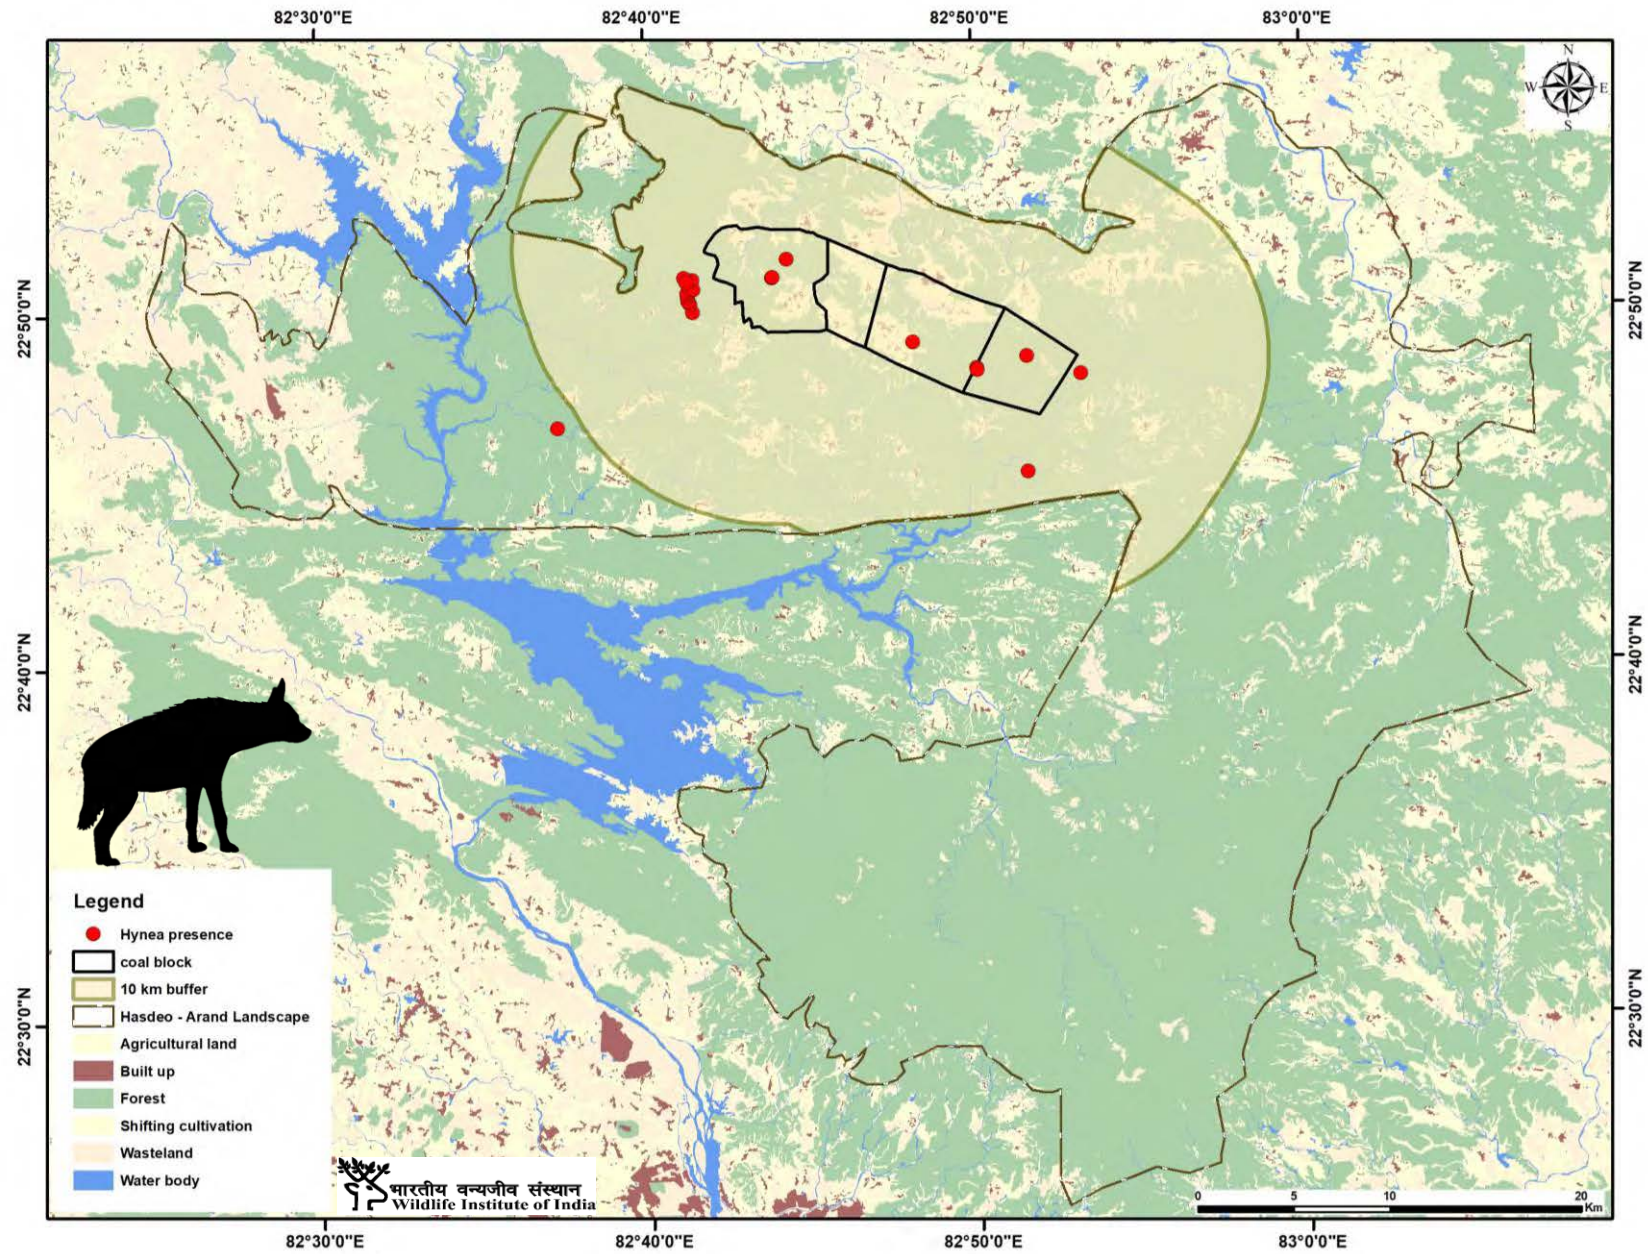 82°30'0"E 82°40'0"E 82°50'0"E 83°0'0"E
N
W E
S
22°50'0"N 22°50'0"N
22°40'0"N 22°40'0"N
22°30'0"N 22°30'0"N
Legend
Hynea presence
coal block
10 km buffer
Hasdeo - Arand Landscape
Agricultural land
Built up
Forest
Shifting cultivation
Wasteland
Water body
भारतीय वन्यजीव संस्थान
Wildlife Institute of India
0 5 10 20
Km
82°30'0"E 82°40'0"E 82°50'0"E 83°0'0"E